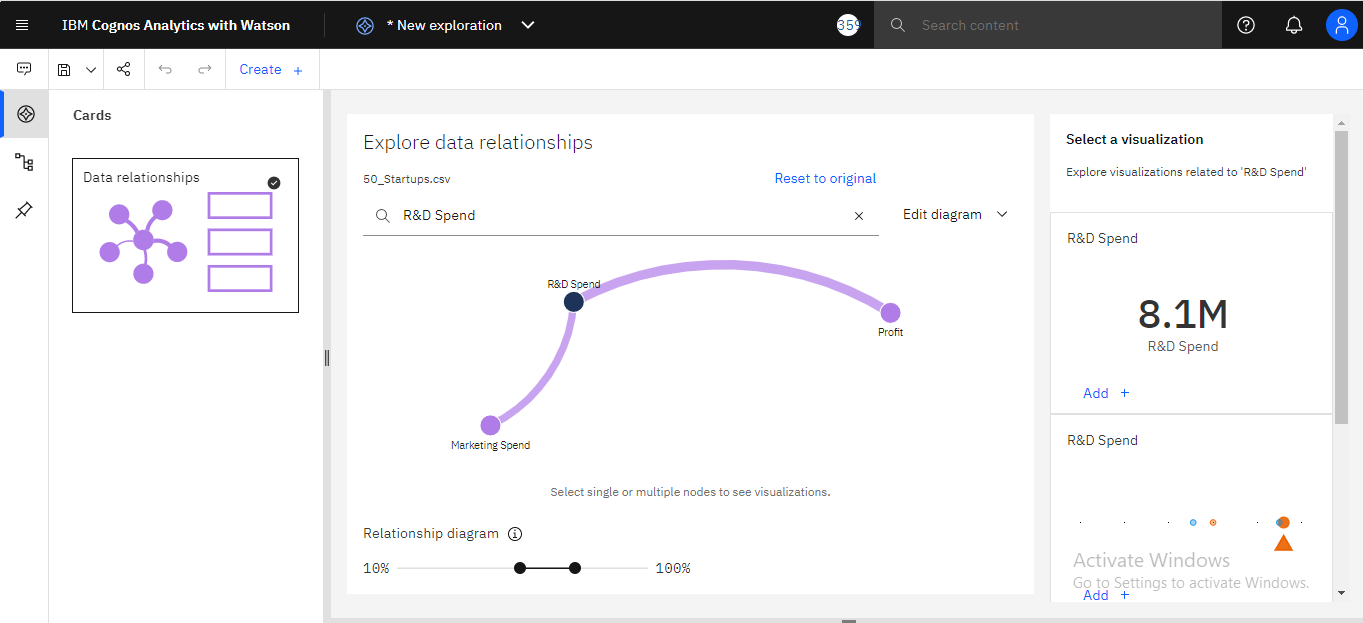 IBM Cognos Analytics with Watson
* New exploration
359
Search content
Create +
Cards
Data relationships
Explore data relationships
50_Startups.csv
Reset to original
R&D Spend
Edit diagram
R&D Spend
Profit
Marketing Spend
Select single or multiple nodes to see visualizations.
Relationship diagram
10%
100%
Select a visualization
Explore visualizations related to 'R&D Spend'
R&D Spend
8.1M
R&D Spend
Add +
R&D Spend
Activate Windows
Go to Settings to activate Windows.
Add +